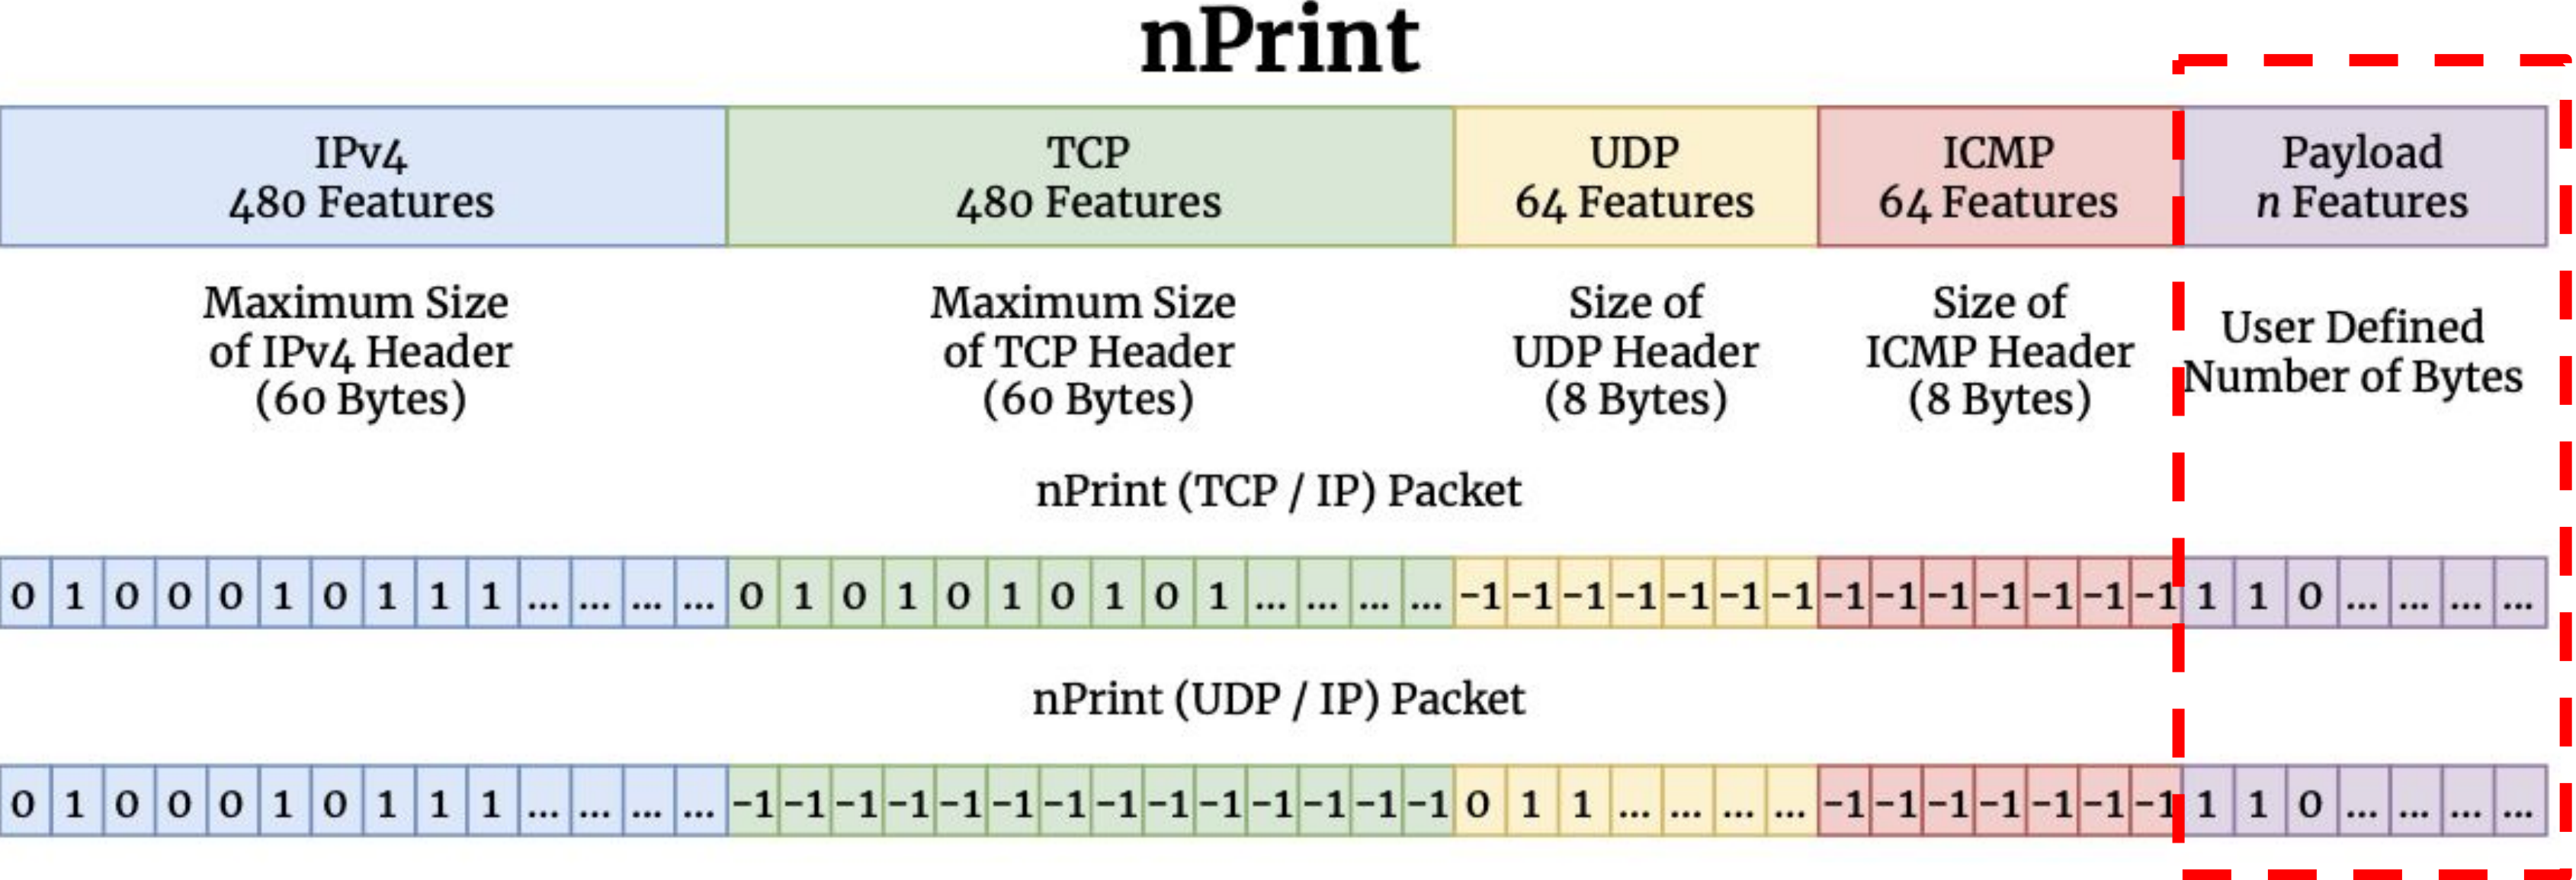 nPrint
IPv4
480 Features
TCP
480 Features
UDP
64 Features
ICMP
64 Features
Payload
n Features
Maximum Size
of IPv4 Header
(60 Bytes)
Maximum Size
of TCP Header
(60 Bytes)
Size of
UDP Header
(8 Bytes)
Size of
ICMP Header
(8 Bytes)
User Defined
Number of Bytes
nPrint (TCP / IP) Packet
0 1 0 0 0 1 0 1 1 1 ... ... ... ... 0 1 0 1 0 1 0 1 0 1 ... ... ... ... -1 -1 -1 -1 -1 -1 -1 -1 -1 -1 -1 -1 -1 -1 1 1 0 ... ... ... ...
nPrint (UDP / IP) Packet
0 1 0 0 0 1 0 1 1 1 ... ... ... ... -1 -1 -1 -1 -1 -1 -1 -1 -1 -1 -1 -1 -1 -1 0 1 1 ... ... ... ... -1 -1 -1 -1 -1 -1 -1 1 1 0 ... ... ... ...